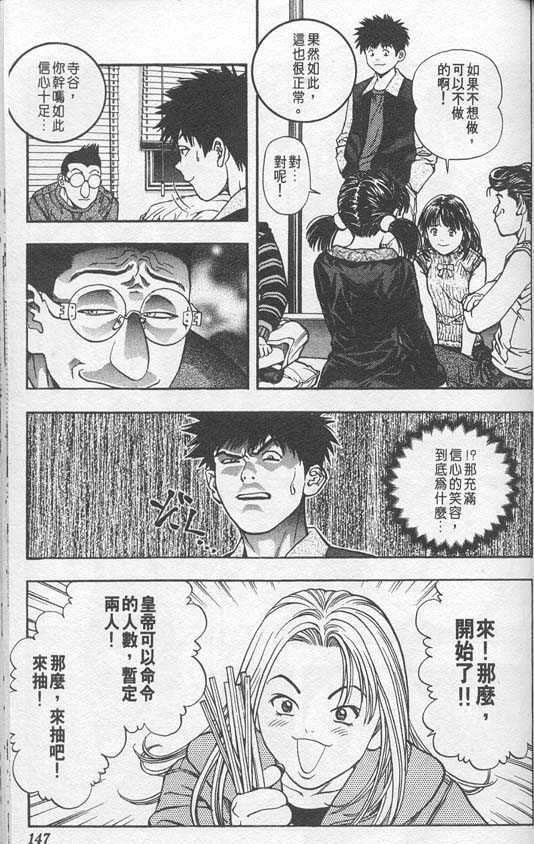 如果不想做,
可以不做
的啊!
果然如此,
這也很正常。
對…
對呢!
寺谷,
你幹嘛如此
信心十足…
!?那充滿
信心的笑容,
到底為什麼…
來!那麼,
開始了!!
皇帝可以命令
的人數,暫定
兩人!
那麼,來抽吧!
來抽!
147